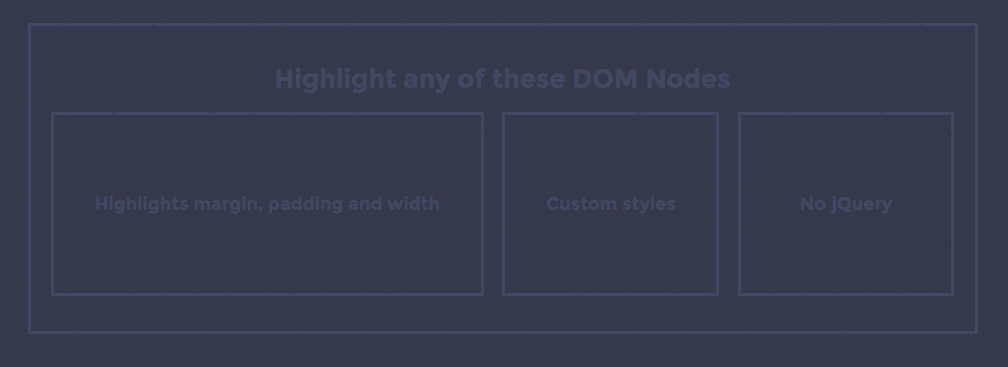 Highlight any of these DOM Nodes
Highlights margin, padding and width
Custom styles
No jQuery